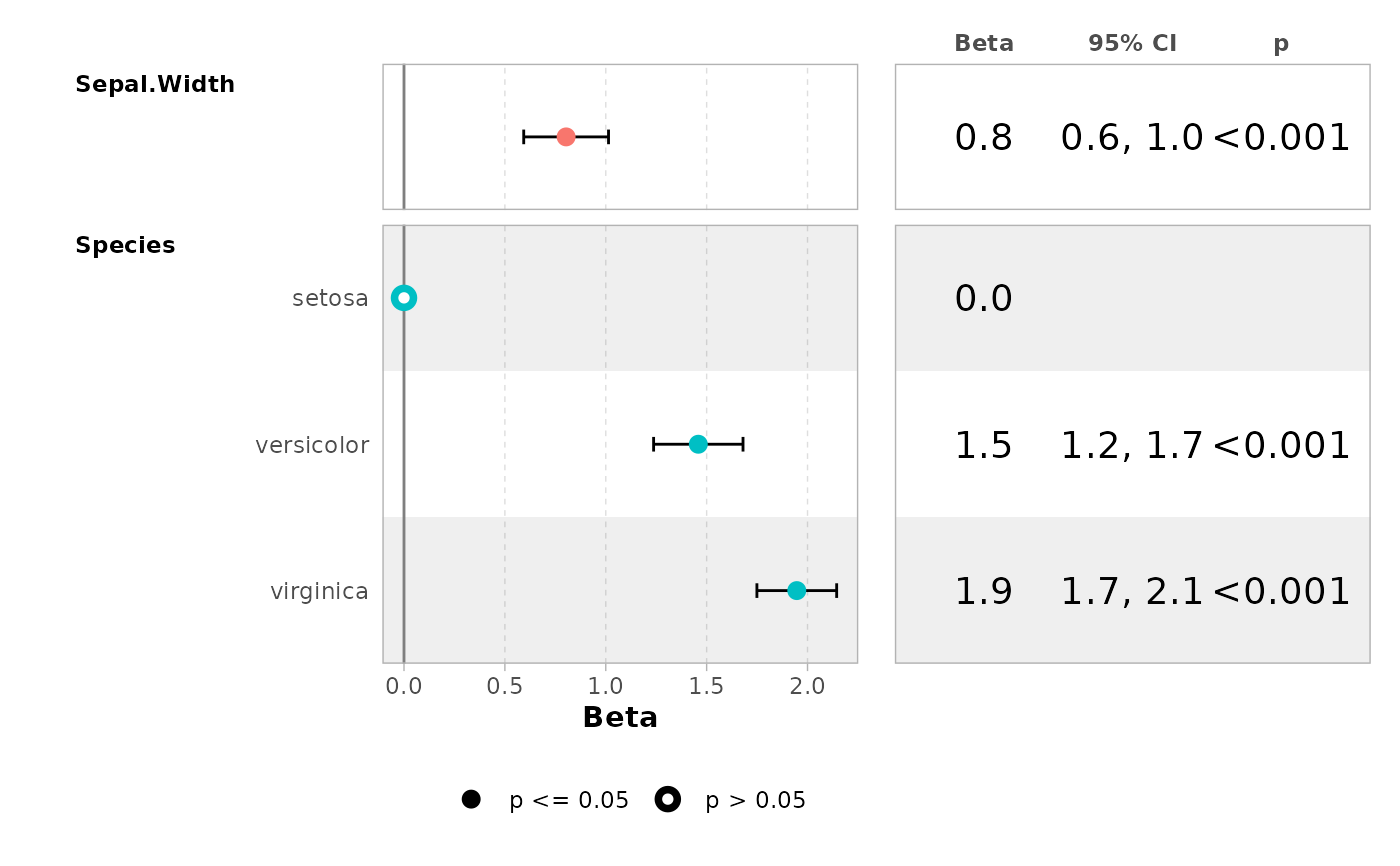 Beta 95% CI p
Sepal.Width
0.8 0.6, 1.0 <0.001
Species
setosa 0.0
versicolor 1.5 1.2, 1.7 <0.001
virginica 1.9 1.7, 2.1 <0.001
0.0 0.5 1.0 1.5 2.0
Beta
p <= 0.05 p > 0.05